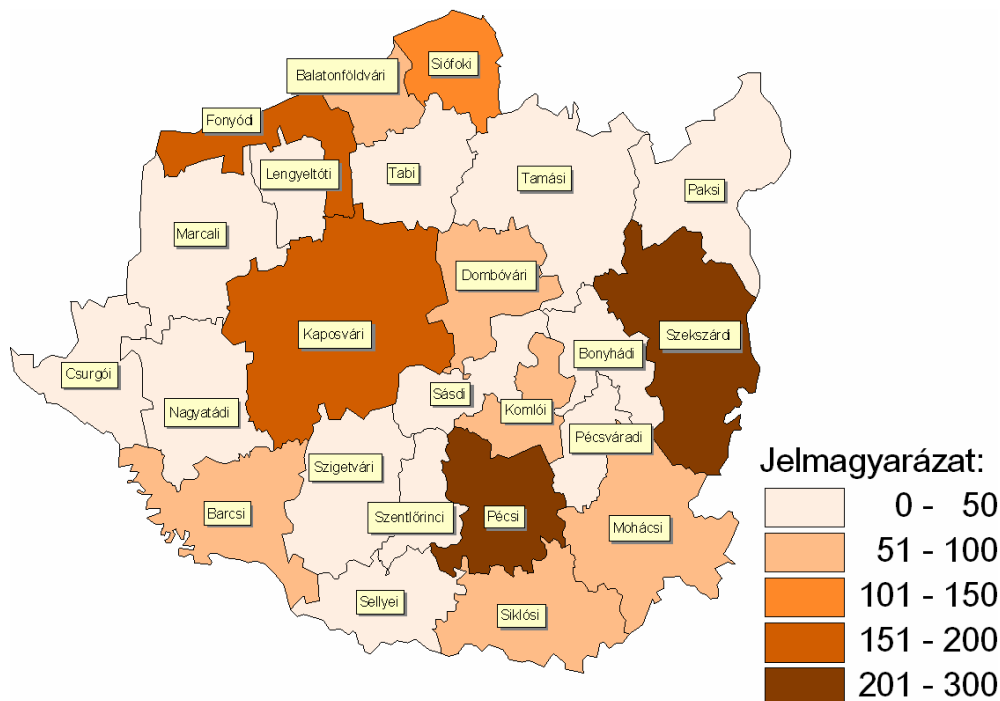 Siófoki
Balatonföldvári
Fonyódi
Lengyeltóti
Tabi
Tamási
Paksi
Marcali
Dombóvári
Kaposvári
Szekszárdi
Bonyhádi
Csurgói
Sásdi
Nagyatádi
Komlói
Pécsváradi
Szigetvári
Barcsi
Szentlőrinci
Pécsi
Mohácsi
Sellyei
Siklósi
Jelmagyarázat:
0 - 50
51 - 100
101 - 150
151 - 200
201 - 300